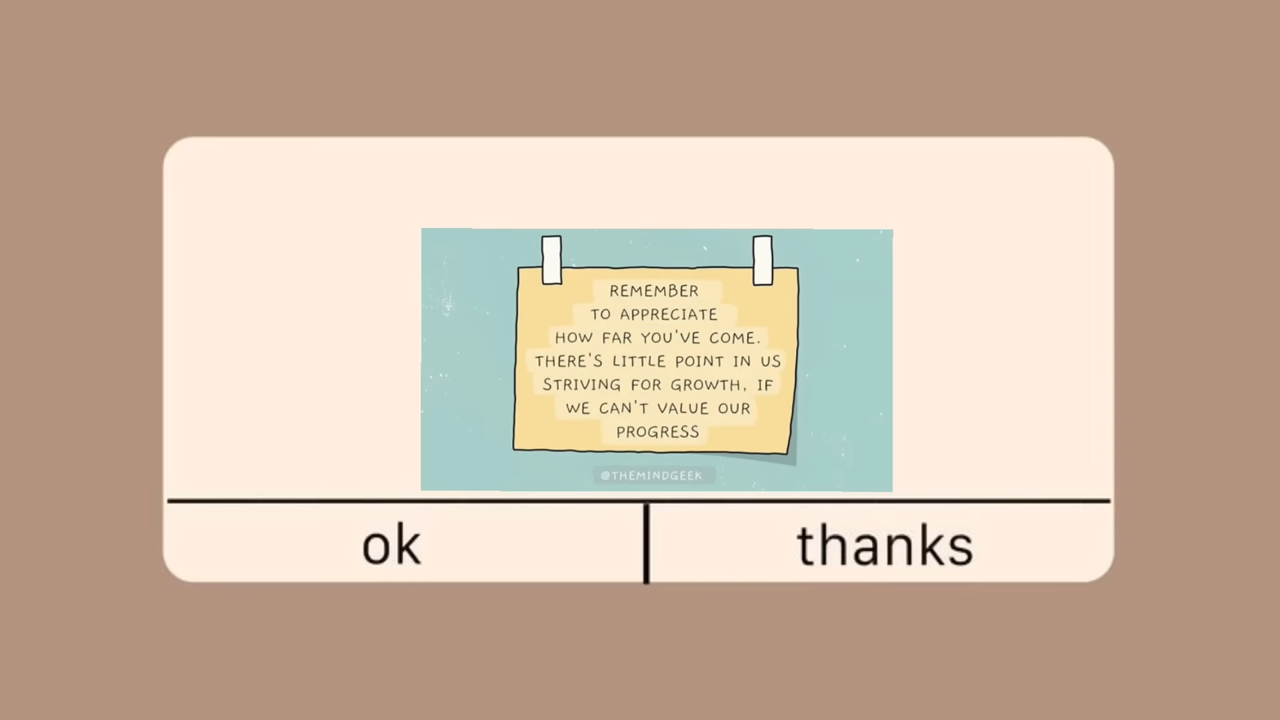 REMEMBER
TO APPRECIATE
HOW FAR YOU'VE COME.
THERE'S LITTLE POINT IN US
STRIVING FOR GROWTH, IF
WE CAN'T VALUE OUR
PROGRESS
@THEMINDGEEK
ok
thanks